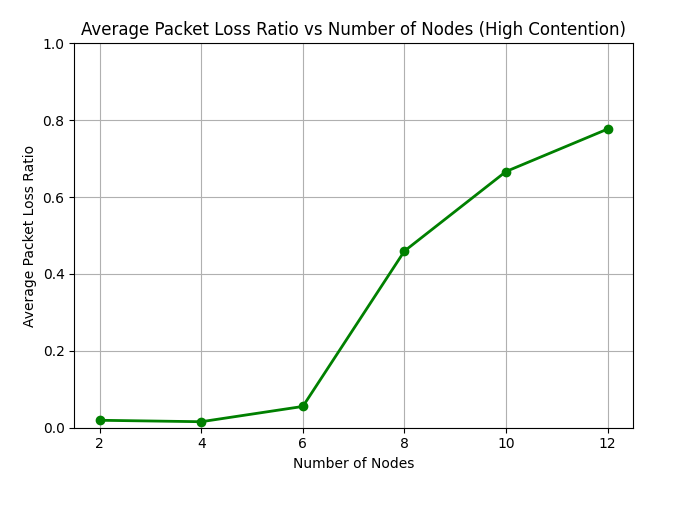 Average Packet Loss Ratio vs Number of Nodes (High Contention)
1.0
0.8
0.6
0.4
0.2
0.0
Average Packet Loss Ratio
2 4 6 8 10 12
Number of Nodes